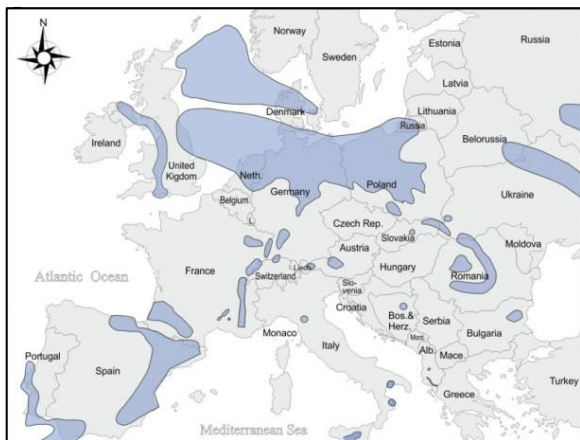 N
Norway
Sweden
Estonia
Russia
Latvia
Denmark
Lithuania
Russia
Ireland
United
Kingdom
Belorussia
Neth.
Germany
Poland
Belgium
L.
Ukraine
Czech Rep.
Slovakia
Moldova
Austria
France
Liech.
Switzerland
Hungary
Romania
Atlantic Ocean
Slo-
venia
Croatia
Bos.&
Herz.
Serbia
Monaco
Italy
Mont.
Bulgaria
Alb.
Mace.
Portugal
Spain
Greece
Turkey
Mediterranean Sea